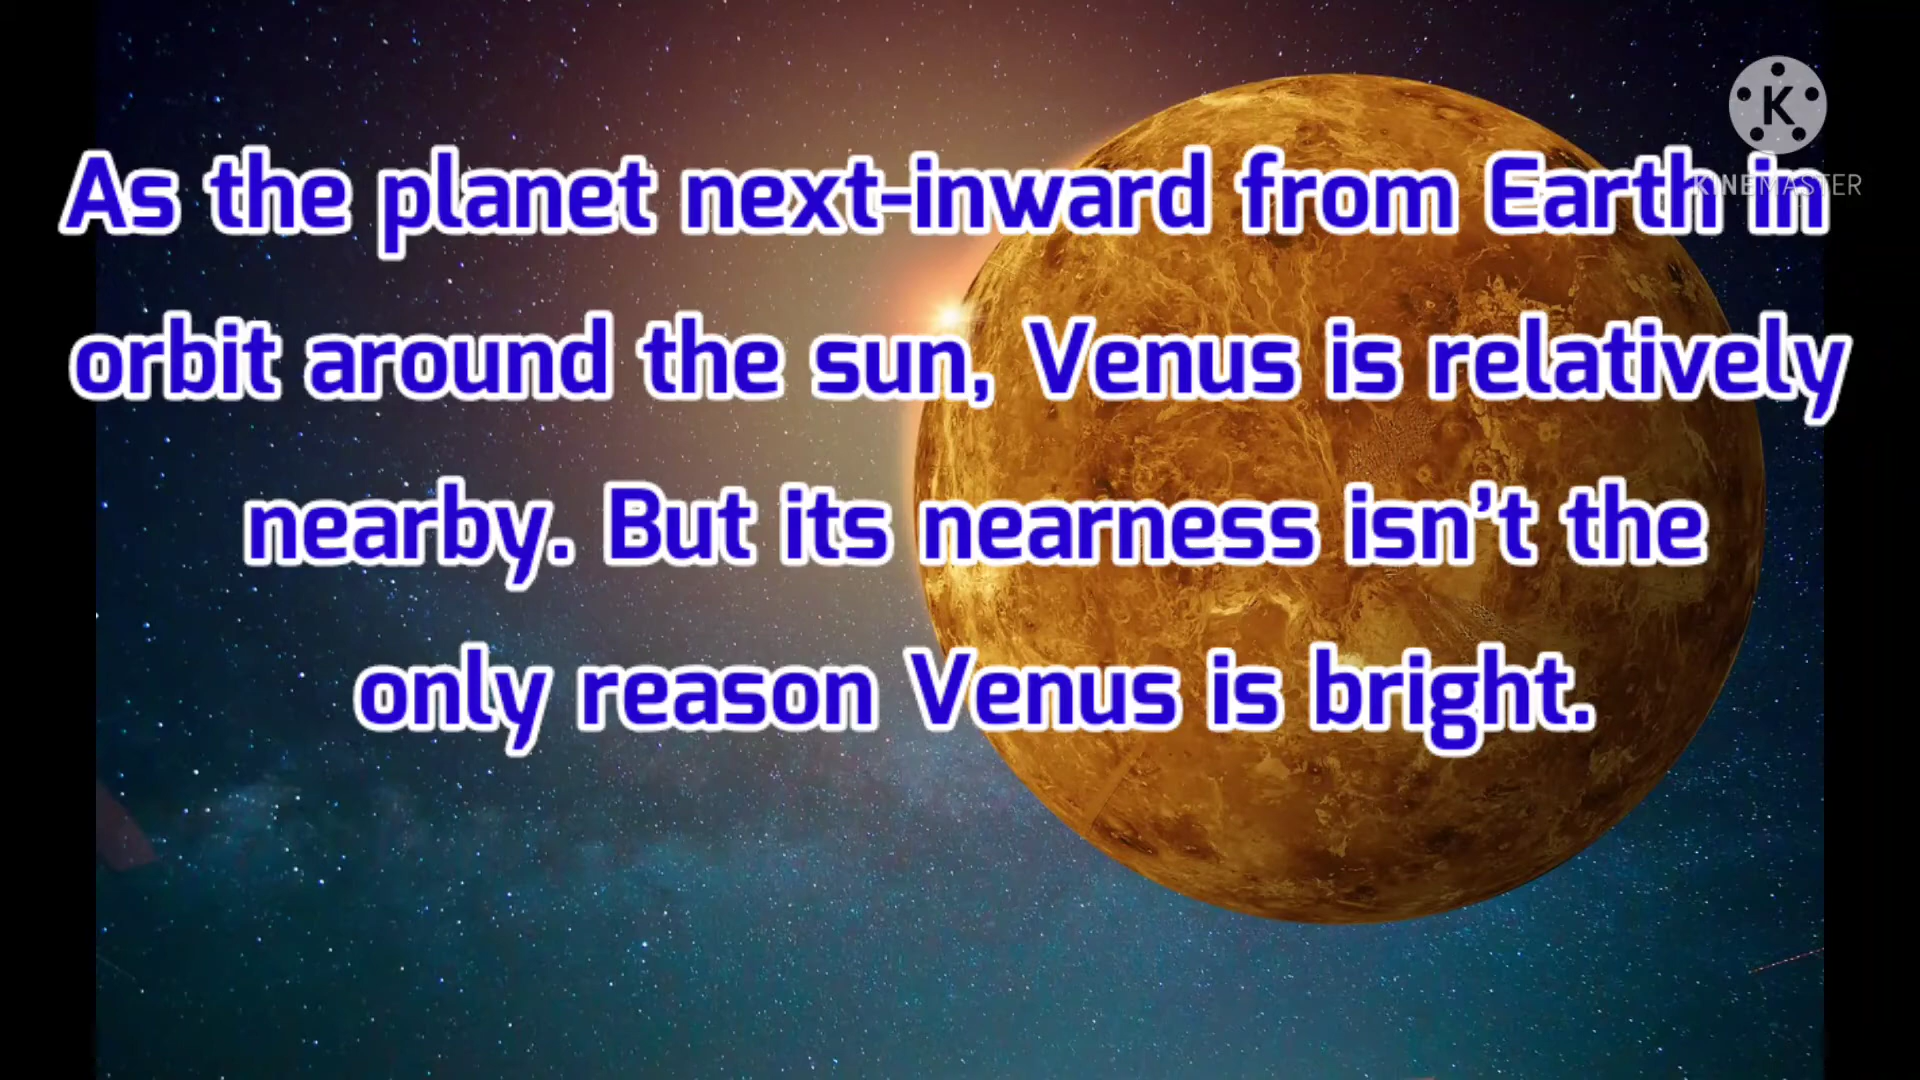 K
KINEMASTER
As the planet next-inward from Earth in
orbit around the sun, Venus is relatively
nearby. But its nearness isn’t the
only reason Venus is bright.